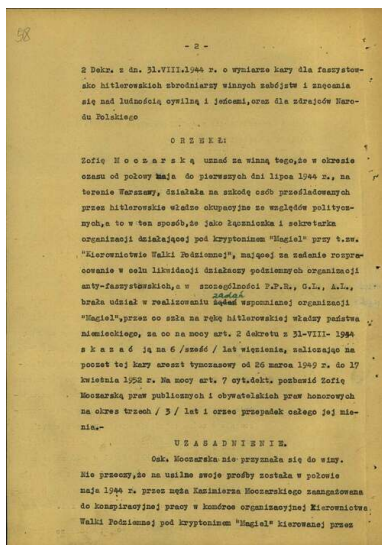 98
- 2 -
2 Dekr. z dn. 31.VIII.1944 r. o wymiarze kary dla faszystow-
sko hitlerowskich zbrodniarzy winnych zabójstw i znęcania
się nad ludnością cywilną i jeńcami,oraz dla zdrajców Naro-
du Polskiego
O R Z E K Ł:
Zofię M o c z a r s k ą uznać za winną tego,że w okresie
czasu od połowy maja do pierwszych dni lipca 1944 r., na
terenie Warszawy, działała na szkodę osób prześladowanych
przez hitlerowskie władze okupacyjne ze względów politycz-
nych,a to w ten sposób,że jako łączniczka i sekretarka
organizacji działającej pod kryptonimem "Magiel" przy t.zw.
"Kierownictwie Walki Podziemnej", mającej za zadanie rozpra-
cowanie w celu likwidacji działaczy podziemnych organizacji
anty-faszystowskich,a w szczególności P.P.R., G.L., A.L.,
zadań
brała udział w realizowaniu żądań wspomnianej organizacji
"Magiel",przez co szła na rękę hitlerowskiej władzy państwa
niemieckiego, za co na mocy art. 2 dekretu z 31-VIII- 1944
s k a z a ć ją na 6 /sześć / lat więzienia, zaliczając na
poczet tej kary areszt tymczasowy od 26 marca 1949 r. do 17
kwietnia 1952 r. Na mocy art. 7 cyt.dekt. pozbawić Zofię
Moczarską praw publicznych i obywatelskich praw honorowych
na okres trzech / 3 / lat i orzec przepadek całego jej mie-
nia.-
U Z A S A D N I E N I E.
Osk. Moczarska nie przyznała się do winy.
Nie przeczy,że na usilne swoje prośby została w połowie
maja 1944 r. przez męża Kazimierza Moczarskiego zaangażowana
do konspiracyjnej pracy w komórce organizacyjnej Kierownictwa
Walki Podziemnej pod kryptonimem "Magiel" kierowanej przez